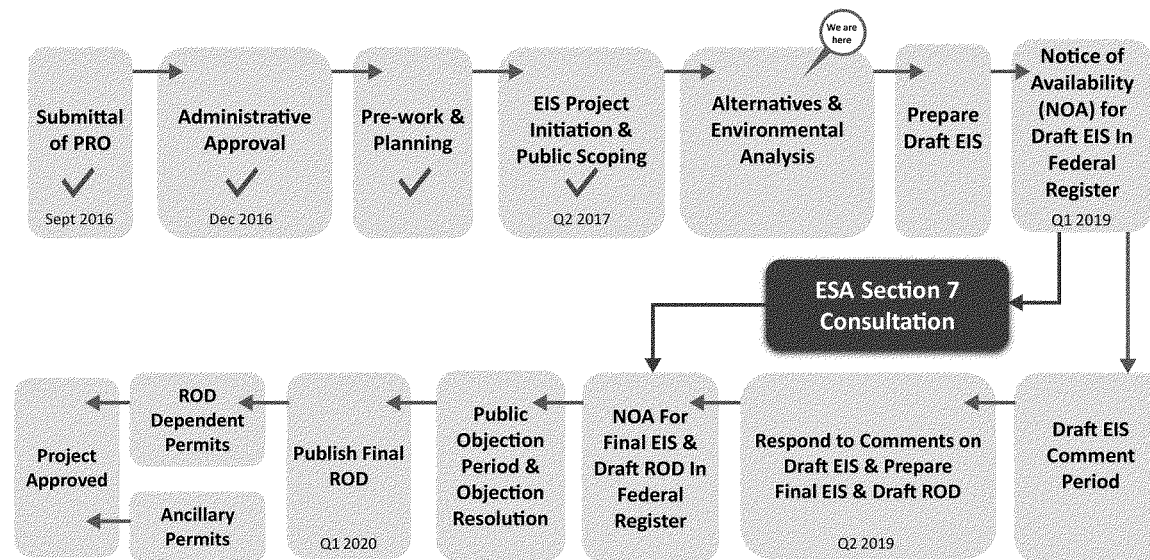 We are
here
Submittal
of PRO
Sept 2016
Administrative
Approval
Dec 2016
Pre-work &
Planning
EIS Project
Initiation &
Public Scoping
Q2 2017
Alternatives &
Environmental
Analysis
Prepare
Draft EIS
Notice of
Availability
(NOA) for
Draft EIS In
Federal
Register
Q1 2019
ESA Section 7
Consultation
Project
Approved
ROD
Dependent
Permits
Ancillary
Permits
Publish Final
ROD
Q1 2020
Public
Objection
Period &
Objection
Resolution
NOA For
Final EIS &
Draft ROD In
Federal
Register
Respond to Comments on
Draft EIS & Prepare
Final EIS & Draft ROD
Q2 2019
Draft EIS
Comment
Period